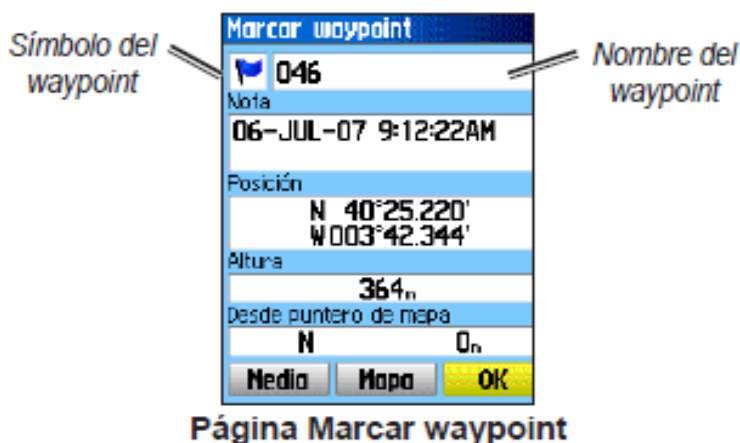 Marcar waypoint
Símbolo del
waypoint
046
Nombre del
waypoint
Nota
06-JUL-07 9:12:22AM
Posición
N 40°25.220'
W003°42.344'
Altura
364m
Desde puntero de mapa
N 0m
Media Mapa OK
Página Marcar waypoint